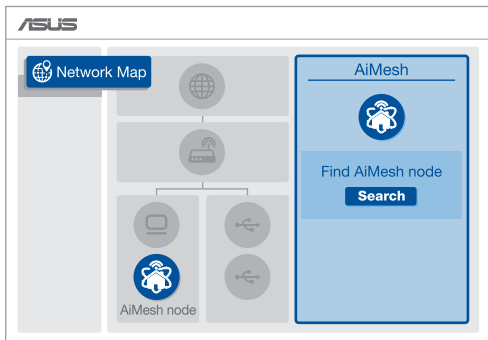 ASUS
Network Map
AiMesh
Find AiMesh node
Search
AiMesh node